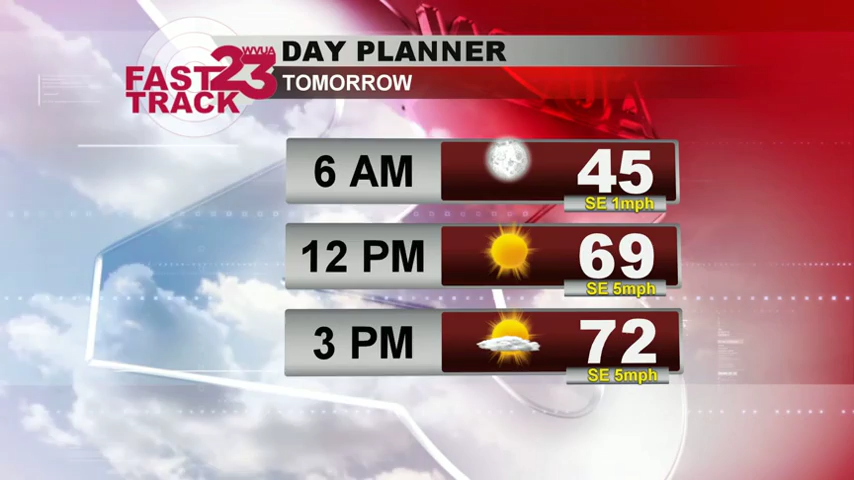 WVUA
23
DAY PLANNER
FAST
TRACK
TOMORROW
6 AM
45
SE 1mph
12 PM
69
SE 5mph
3 PM
72
SE 5mph